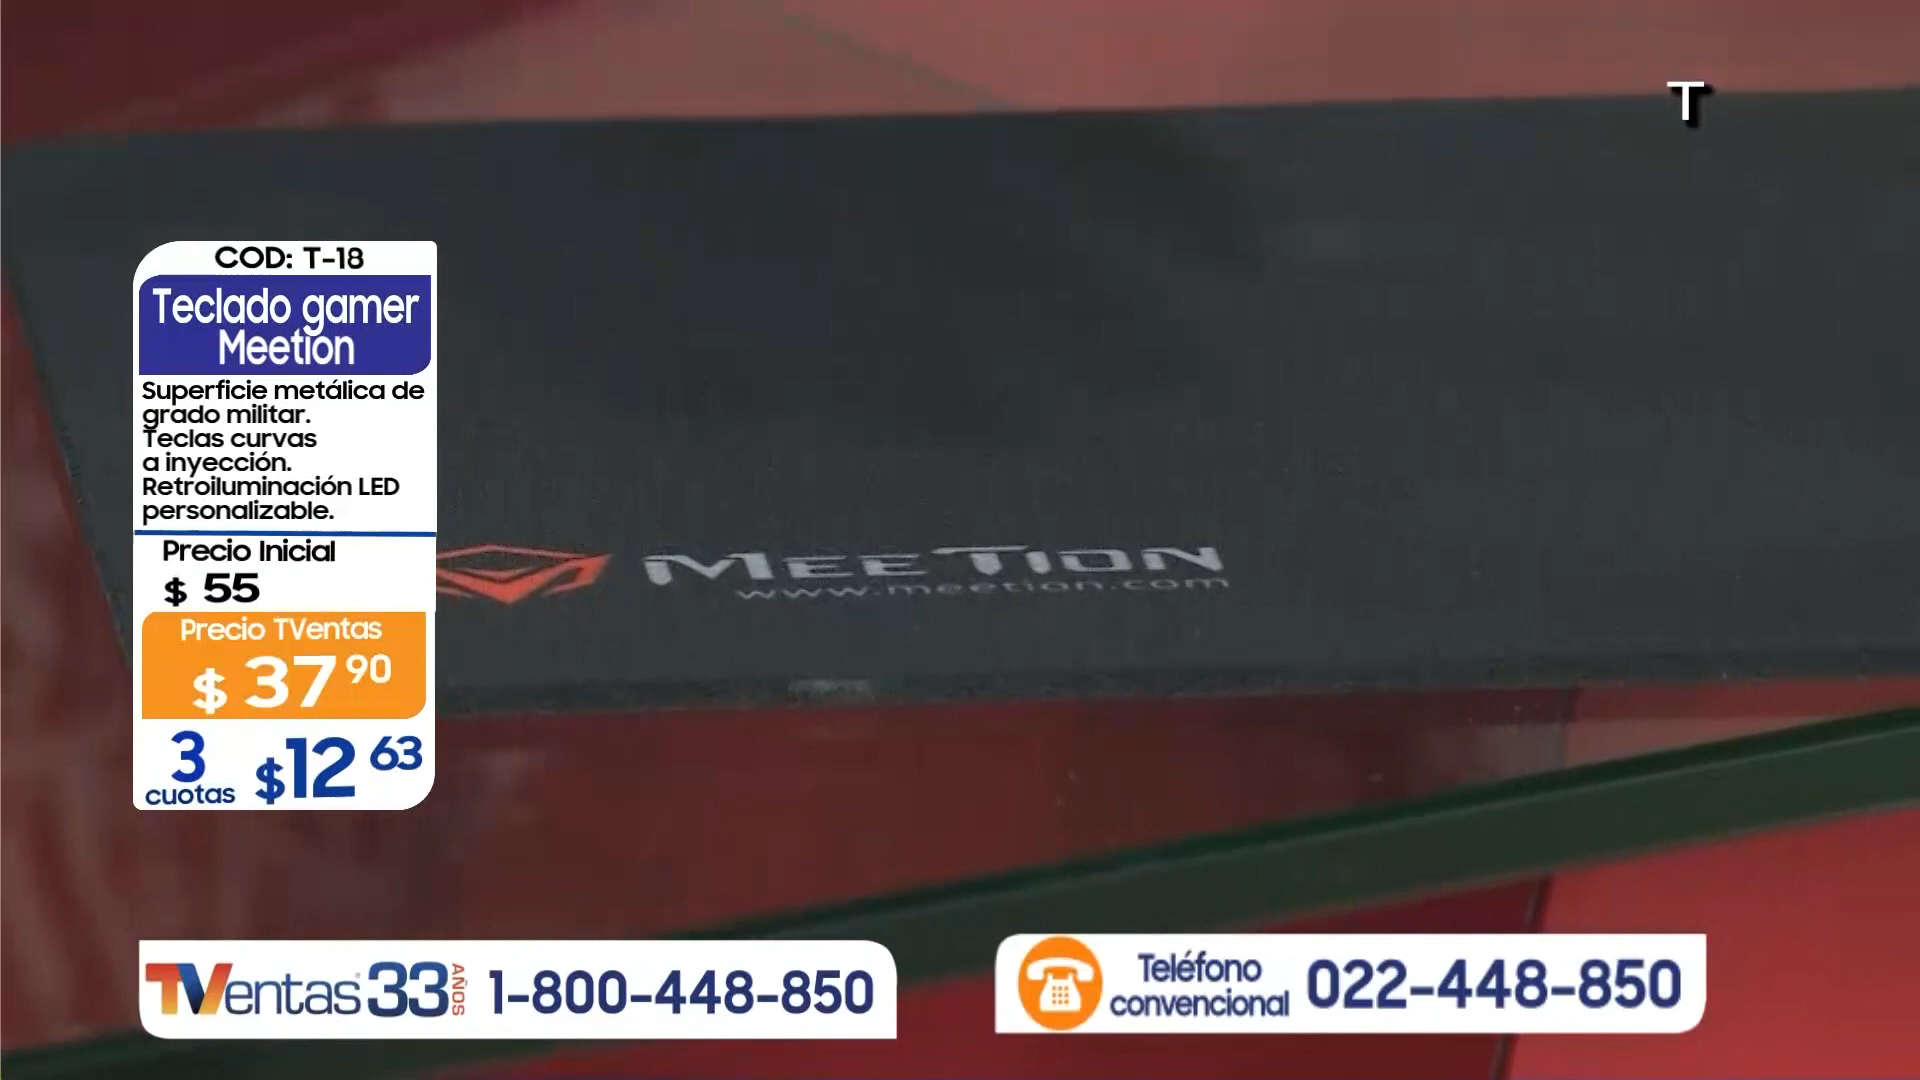 T
COD: T-18
Teclado gamer
Meetion
Superficie metálica de
grado militar.
Teclas curvas
a inyección.
Retroiluminación LED
personalizable.
Precio Inicial
$ 55
Precio TVentas
$ 37 90
3 cuotas $12 63
MEETION
www.meetion.com
TVentas 33 AÑOS 1-800-448-850
Teléfono
convencional 022-448-850